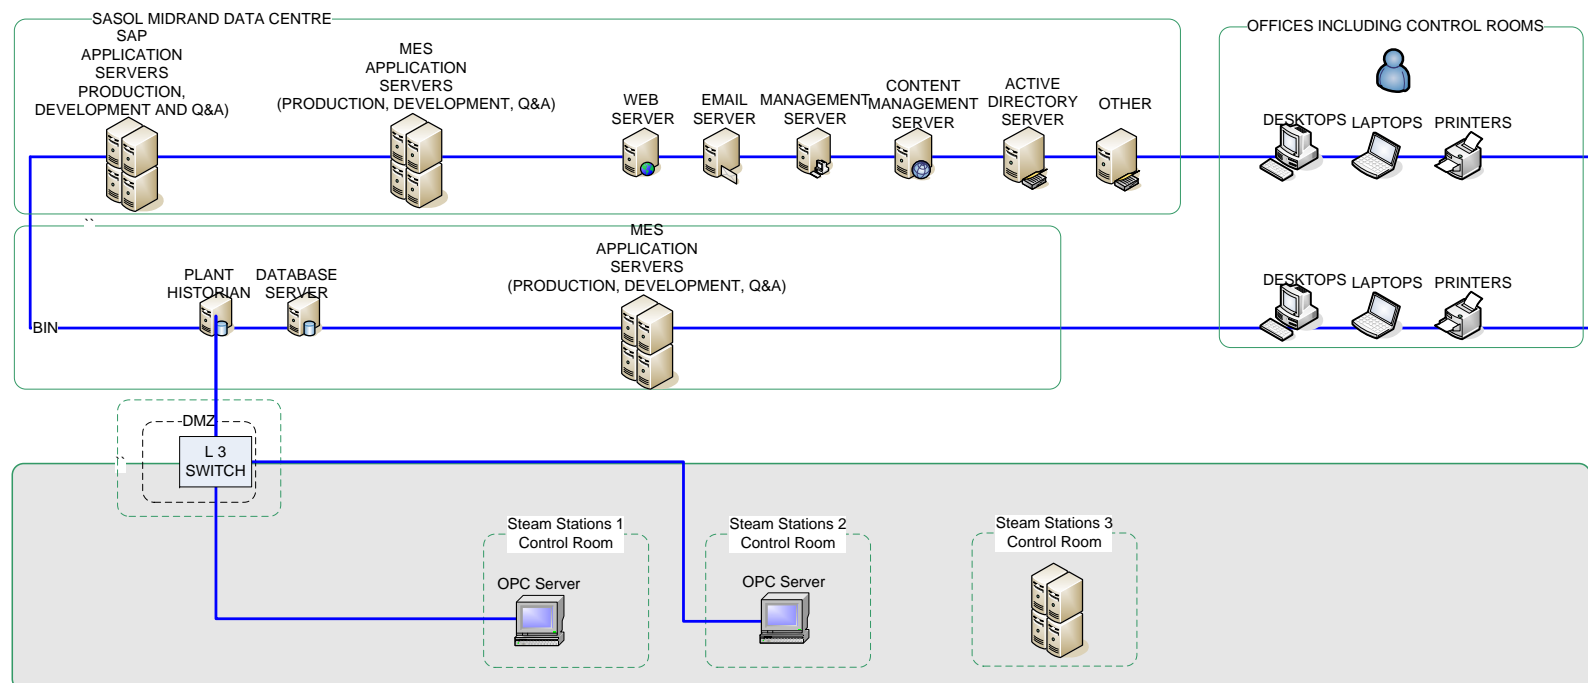 SASOL MIDRAND DATA CENTRE
SAP
APPLICATION
SERVERS
PRODUCTION,
DEVELOPMENT AND Q&A)
MES
APPLICATION
SERVERS
(PRODUCTION, DEVELOPMENT, Q&A)
WEB
SERVER
EMAIL
SERVER
MANAGEMENT
SERVER
CONTENT
MANAGEMENT
SERVER
ACTIVE
DIRECTORY
SERVER
OTHER
OFFICES INCLUDING CONTROL ROOMS
DESKTOPS
LAPTOPS
PRINTERS
``
MES
APPLICATION
SERVERS
(PRODUCTION, DEVELOPMENT, Q&A)
PLANT
HISTORIAN
DATABASE
SERVER
BIN
DESKTOPS
LAPTOPS
PRINTERS
DMZ
L 3
SWITCH
``
Steam Stations 1
Control Room
OPC Server
Steam Stations 2
Control Room
OPC Server
Steam Stations 3
Control Room